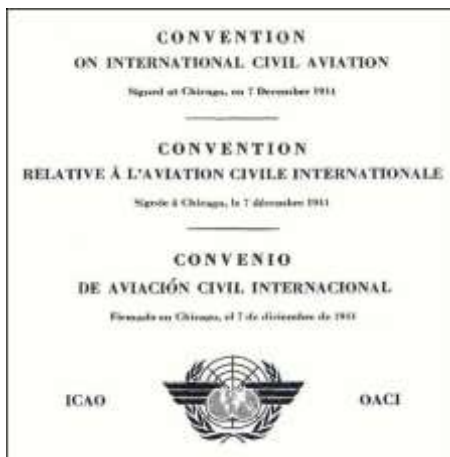 CONVENTION
ON INTERNATIONAL CIVIL AVIATION
Signed at Chicago, on 7 December 1944
CONVENTION
RELATIVE À L'AVIATION CIVILE INTERNATIONALE
Signée à Chicago, le 7 décembre 1944
CONVENIO
DE AVIACIÓN CIVIL INTERNACIONAL
Firmado en Chicago, el 7 de diciembre de 1944
ICAO OACI